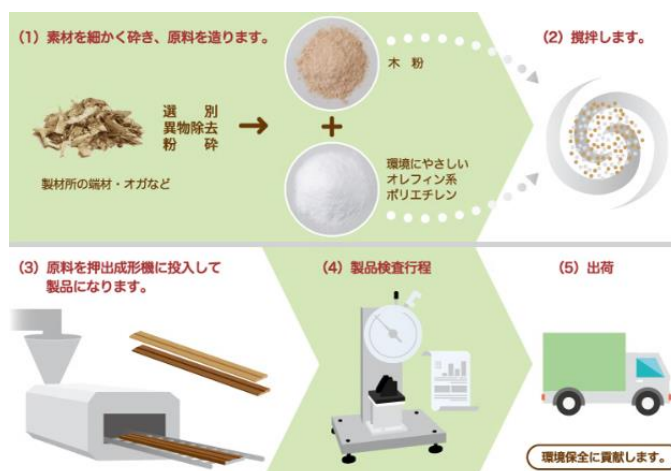 (1) 素材を細かく砕き、原料を造ります。
木 粉
(2) 撹拌します。
選 別
異物除去
粉 砕
製材所の端材・オガなど
環境にやさしい
オレフィン系
ポリエチレン
(3) 原料を押出成形機に投入して
製品になります。
(4) 製品検査行程
(5) 出荷
環境保全に貢献します。